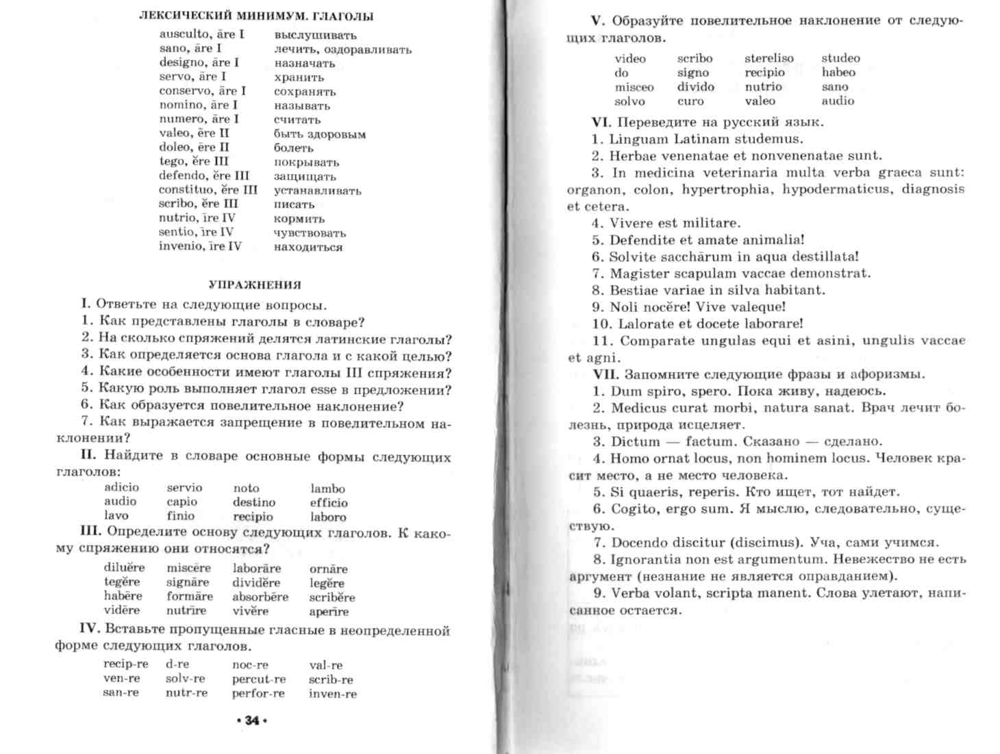 ЛЕКСИЧЕСКИЙ МИНИМУМ. ГЛАГОЛЫ
ausculto, āre I выслушивать
sano, āre I лечить, оздоравливать
designo, āre I назначать
servo, āre I хранить
conservo, āre I сохранять
nomino, āre I называть
numero, āre I считать
valeo, ēre II быть здоровым
doleo, ēre II болеть
tego, ĕre III покрывать
defendo, ĕre III защищать
constituo, ĕre III устанавливать
scribo, ĕre III писать
nutrio, īre IV кормить
sentio, īre IV чувствовать
invenio, īre IV находиться
УПРАЖНЕНИЯ
I. Ответьте на следующие вопросы.
1. Как представлены глаголы в словаре?
2. На сколько спряжений делятся латинские глаголы?
3. Как определяется основа глагола и с какой целью?
4. Какие особенности имеют глаголы III спряжения?
5. Какую роль выполняет глагол esse в предложении?
6. Как образуется повелительное наклонение?
7. Как выражается запрещение в повелительном на-
клонении?
II. Найдите в словаре основные формы следующих
глаголов:
adicio servio noto lambo
audio capio destino efficio
lavo finio recipio laboro
III. Определите основу следующих глаголов. К како-
му спряжению они относятся?
diluĕre miscēre laborāre ornāre
tegĕre signāre dividĕre legĕre
habēre formāre absorbēre scribĕre
vidēre nutrīre vivĕre aperīre
IV. Вставьте пропущенные гласные в неопределенной
форме следующих глаголов.
recip-re d-re noc-re val-re
ven-re solv-re percut-re scrib-re
san-re nutr-re perfor-re inven-re
• 34 •
V. Образуйте повелительное наклонение от следую-
щих глаголов.
video scribo stereliso studeo
do signo recipio habeo
misceo divido nutrio sano
solvo curo valeo audio
VI. Переведите на русский язык.
1. Linguam Latinam studemus.
2. Herbae venenatae et nonvenenatae sunt.
3. In medicina veterinaria multa verba graeca sunt:
organon, colon, hypertrophia, hypodermaticus, diagnosis
et cetera.
4. Vivere est militare.
5. Defendite et amate animalia!
6. Solvite sacchārum in aqua destillata!
7. Magister scapulam vaccae demonstrat.
8. Bestiae variae in silva habitant.
9. Noli nocĕre! Vive valeque!
10. Lalorate et docete laborare!
11. Comparate ungulas equi et asini, ungulis vaccae
et agni.
VII. Запомните следующие фразы и афоризмы.
1. Dum spiro, spero. Пока живу, надеюсь.
2. Medicus curat morbi, natura sanat. Врач лечит бо-
лезнь, природа исцеляет.
3. Dictum — factum. Сказано — сделано.
4. Homo ornat locus, non hominem locus. Человек кра-
сит место, а не место человека.
5. Si quaeris, reperis. Кто ищет, тот найдет.
6. Cogito, ergo sum. Я мыслю, следовательно, суще-
ствую.
7. Docendo discitur (discimus). Уча, сами учимся.
8. Ignorantia non est argumentum. Невежество не есть
аргумент (незнание не является оправданием).
9. Verba volant, scripta manent. Слова улетают, напи-
санное остается.